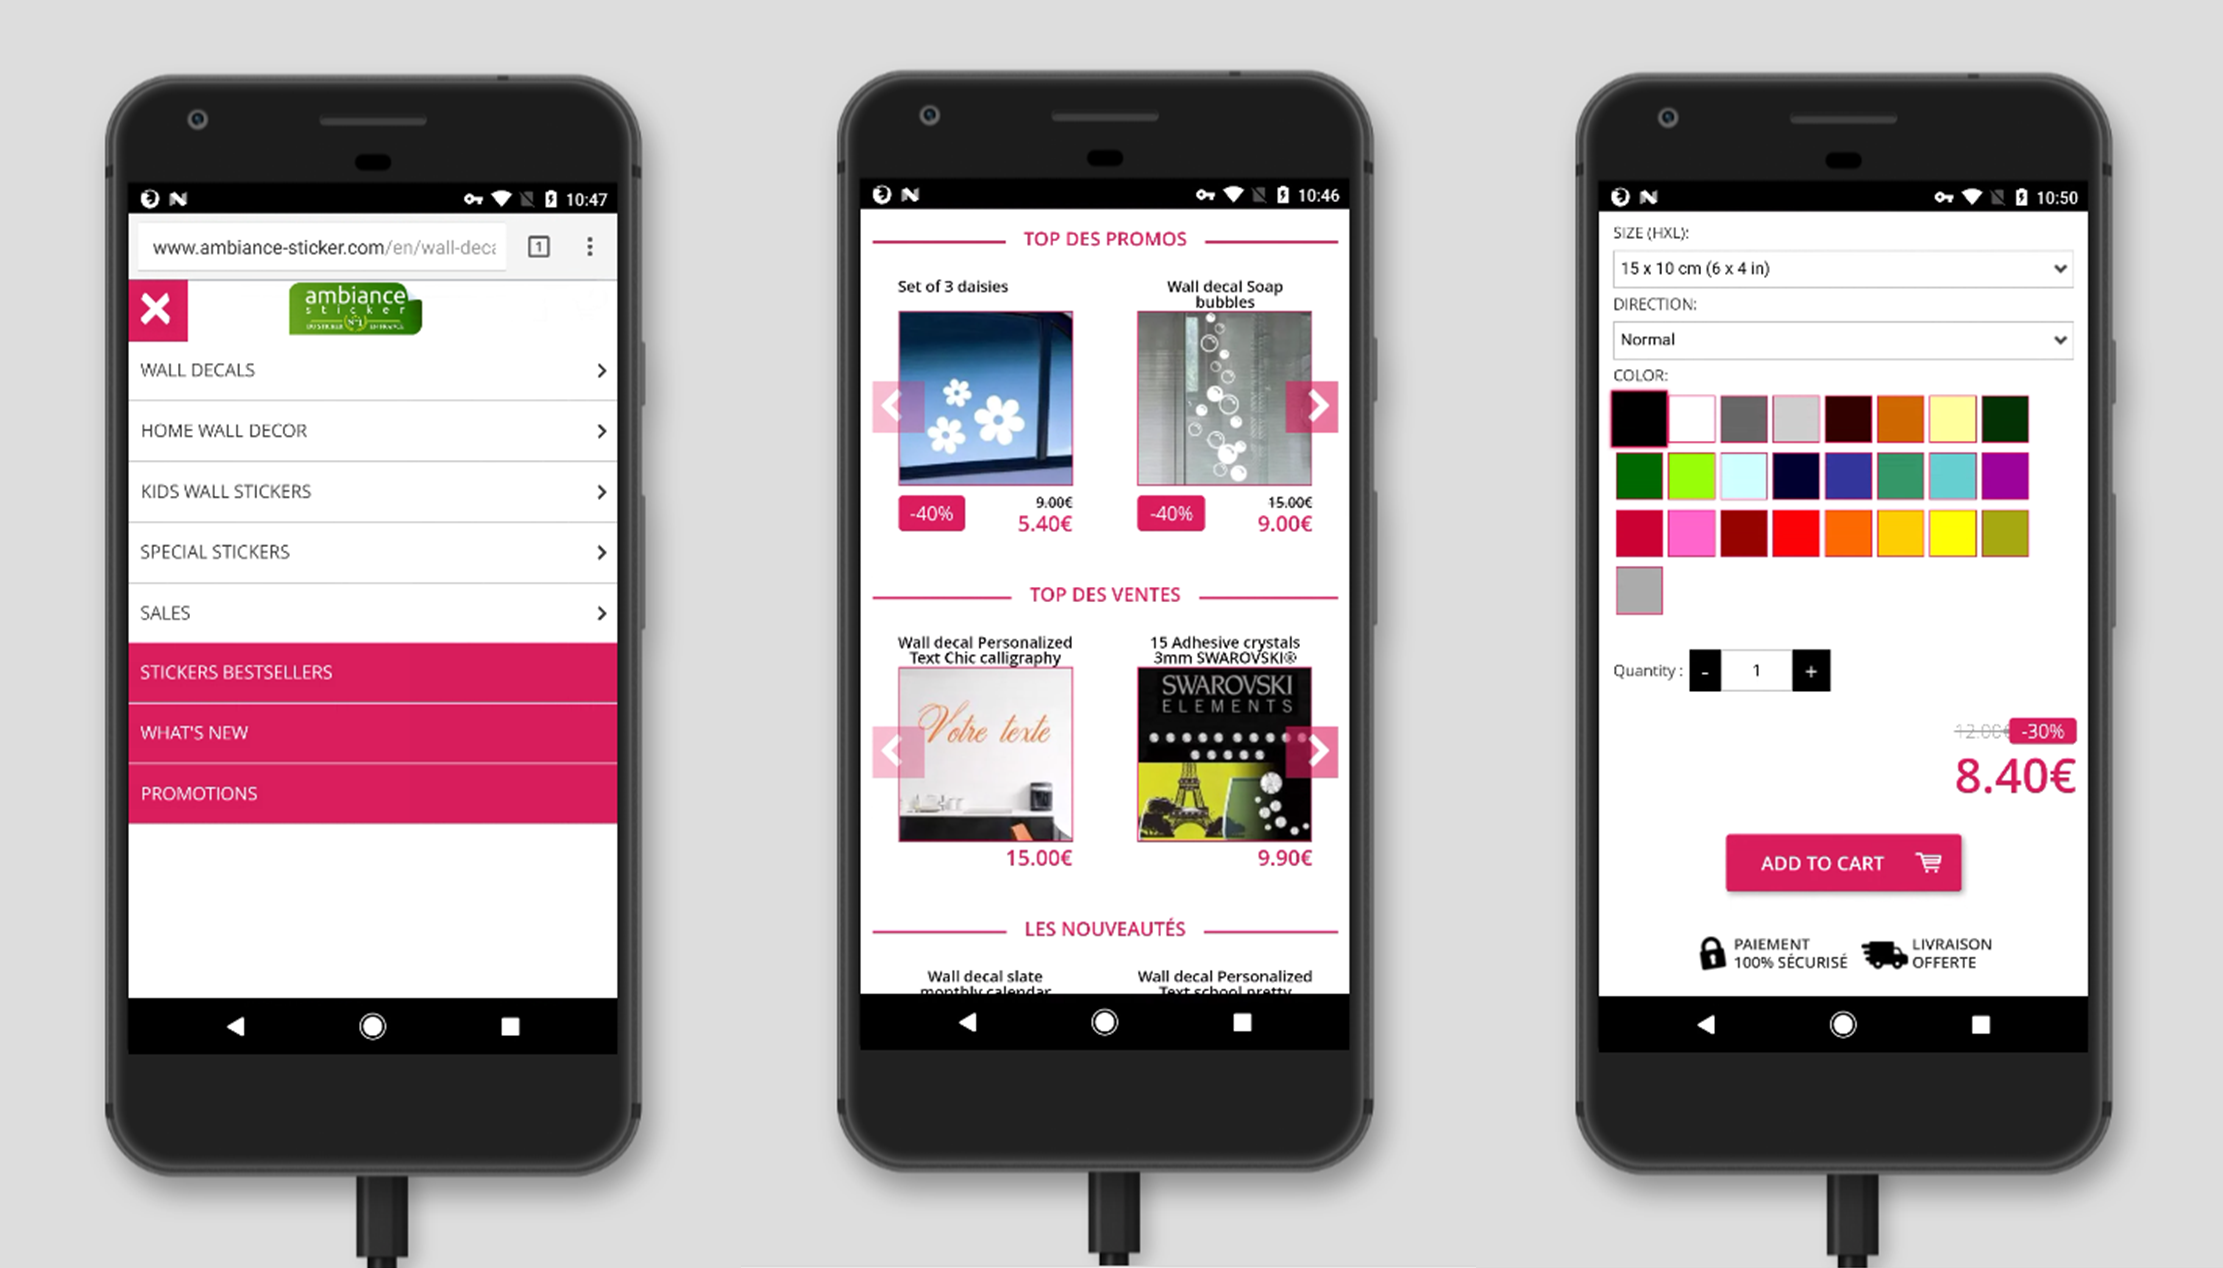 10:47
www.ambiance-sticker.com/en/wall-deca
1
ambiance
sticker
N°1
WALL DECALS
HOME WALL DECOR
KIDS WALL STICKERS
SPECIAL STICKERS
SALES
STICKERS BESTSELLERS
WHAT'S NEW
PROMOTIONS
10:46
TOP DES PROMOS
Set of 3 daisies
Wall decal Soap
bubbles
-40%
9.00€
5.40€
-40%
15.00€
9.00€
TOP DES VENTES
Wall decal Personalized
Text Chic calligraphy
15 Adhesive crystals
3mm SWAROVSKI®
Votre texte
SWAROVSKI
ELEMENTS
15.00€
9.90€
LES NOUVEAUTÉS
Wall decal slate
monthly calendar
Wall decal Personalized
Text school pretty
10:50
SIZE (HXL):
15 x 10 cm (6 x 4 in)
DIRECTION:
Normal
COLOR:
Quantity :
-
1
+
12.00€
-30%
8.40€
ADD TO CART
PAIEMENT
100% SÉCURISÉ
LIVRAISON
OFFERTE